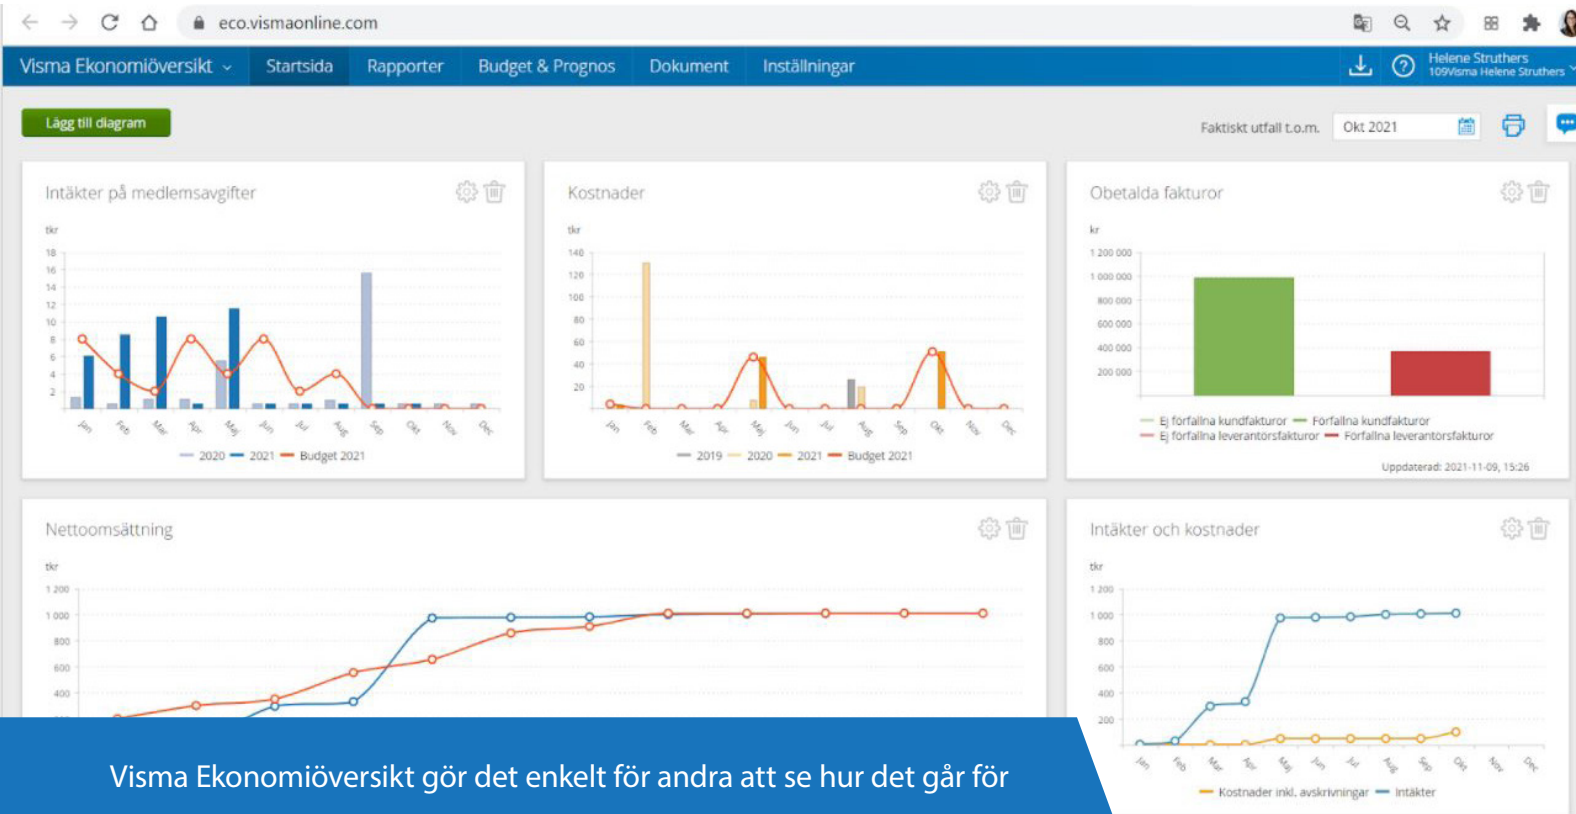 eco.vismaonline.com
Visma Ekonomiöversikt Startsida Rapporter Budget & Prognos Dokument Inställningar
Helene Struthers
109Visma Helene Struthers
Lägg till diagram
Faktiskt utfall t.o.m. Okt 2021
Intäkter på medlemsavgifter
tkr
18
16
14
12
10
8
6
4
2
Jan Feb Mar Apr Maj Jun Jul Aug Sep Okt Nov Dec
2020 2021 Budget 2021
Kostnader
tkr
140
120
100
80
60
40
20
Jan Feb Mar Apr Maj Jun Jul Aug Sep Okt Nov Dec
2019 2020 2021 Budget 2021
Obetalda fakturor
kr
1 200 000
1 000 000
800 000
600 000
400 000
200 000
Ej förfallna kundfakturor Förfallna kundfakturor
Ej förfallna leverantörsfakturor Förfallna leverantörsfakturor
Uppdaterad: 2021-11-09, 15:26
Nettoomsättning
tkr
1 200
1 000
800
600
400
Intäkter och kostnader
tkr
1 200
1 000
800
600
400
200
Jan Feb Mar Apr Maj Jun Jul Aug Sep Okt Nov Dec
Kostnader inkl. avskrivningar Intäkter
Visma Ekonomiöversikt gör det enkelt för andra att se hur det går för